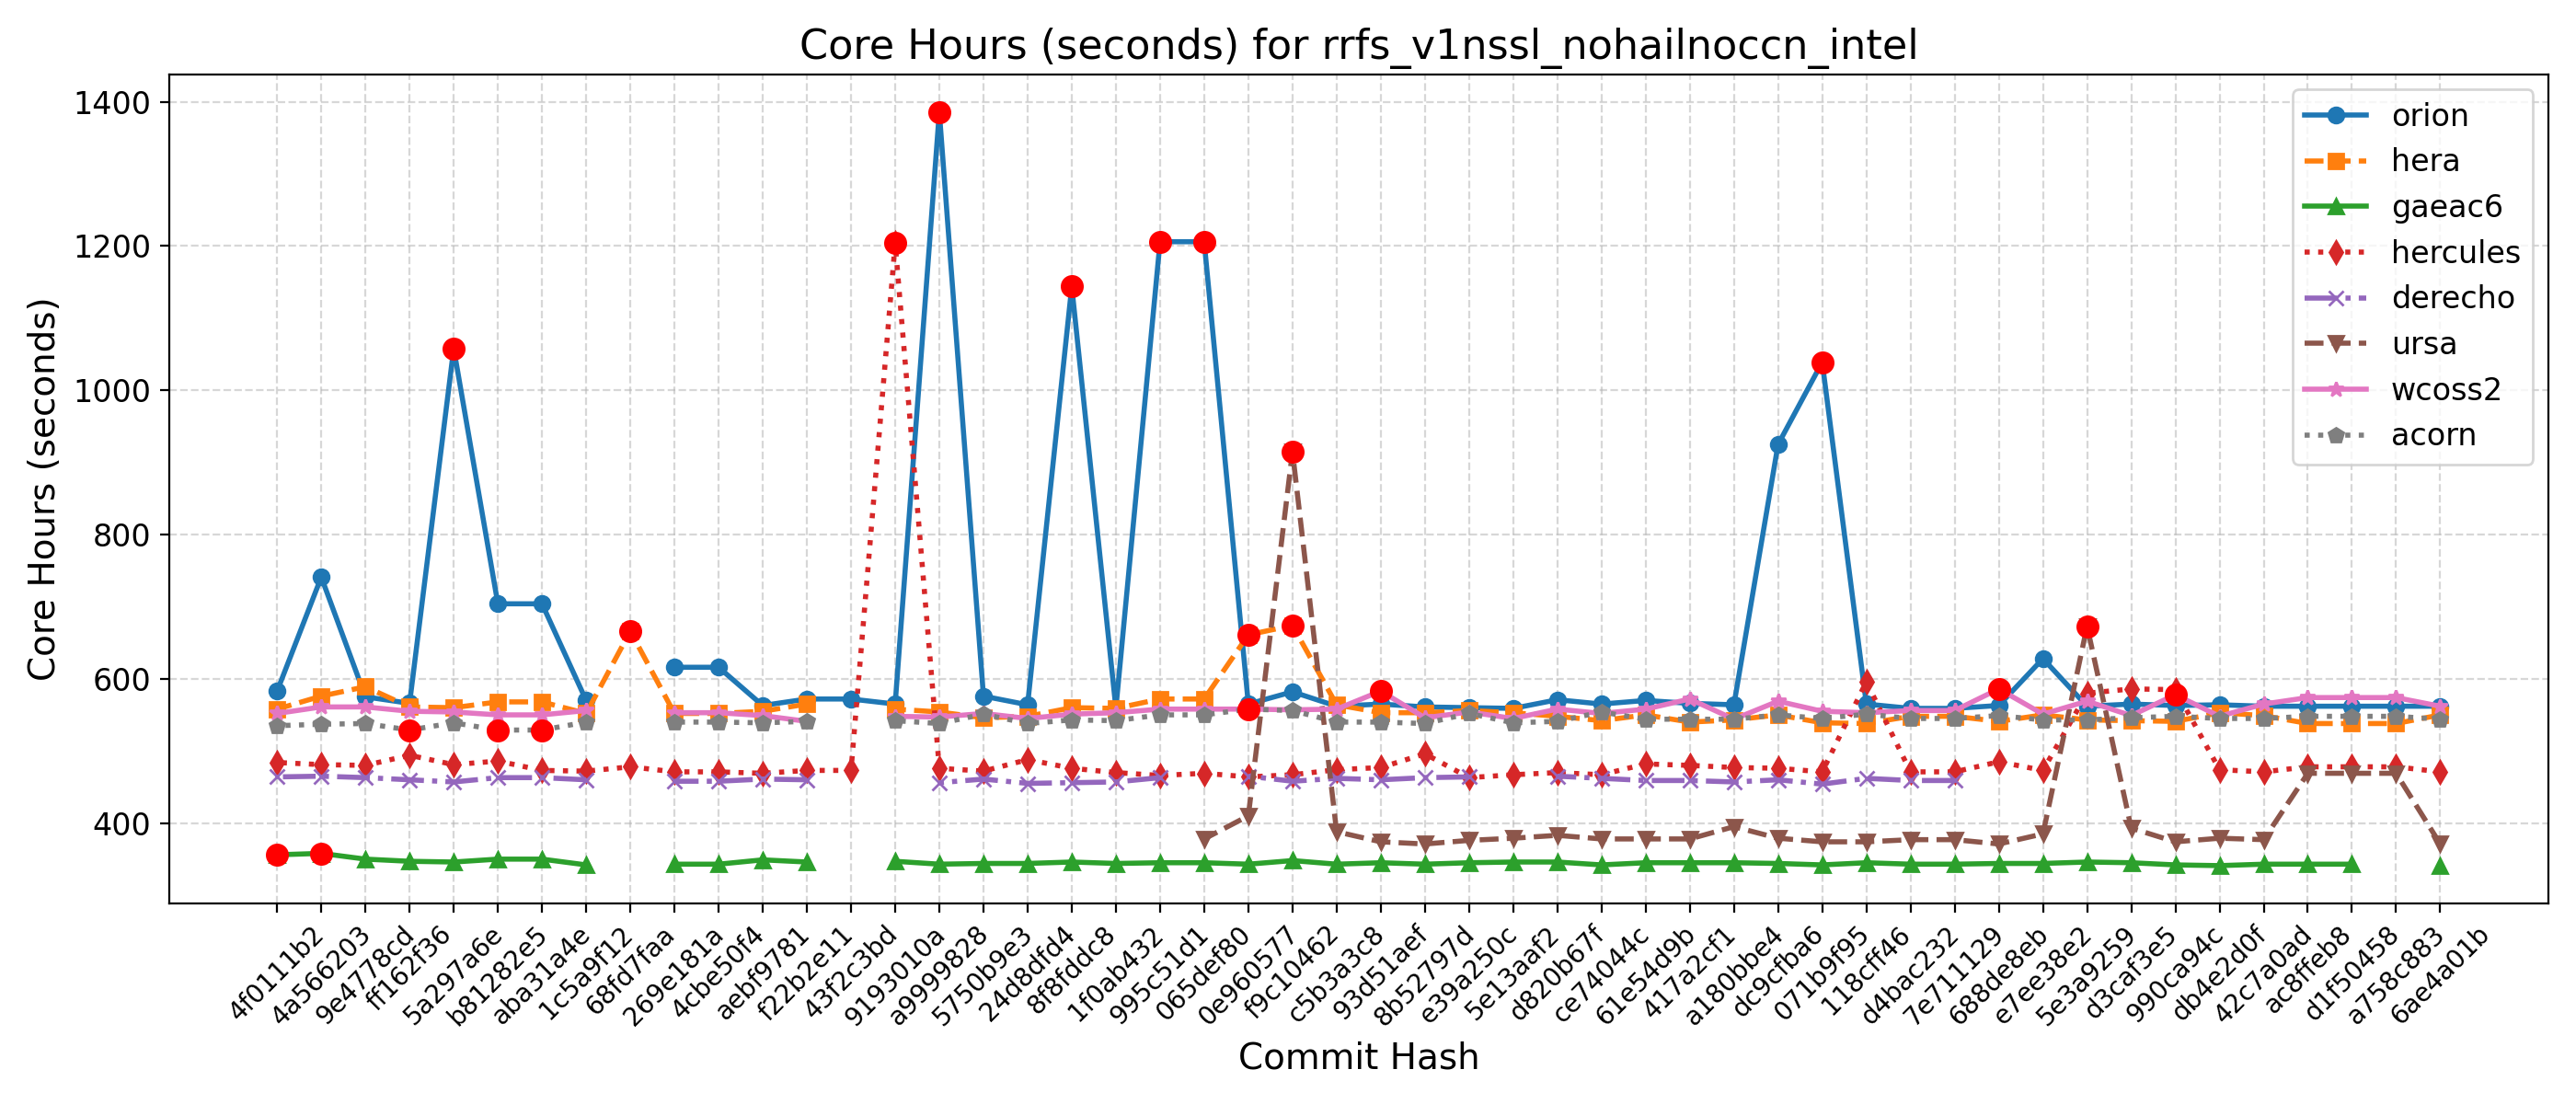 Core Hours (seconds) for rrfs_v1nssl_nohailnoccn_intel
Core Hours (seconds)
1400
1200
1000
800
600
400
orion
hera
gaeac6
hercules
derecho
ursa
wcoss2
acorn
4f0111b2
4a566203
9e4778cd
ff162f36
5a297a6e
b81282e5
aba31a4e
1c5a9f12
68fd7faa
269e181a
4cbe50f4
aebf9781
f22b2e11
43f2c3bd
9193010a
a9999828
5750b9e3
24d8dfd4
8f8fddc8
1f0ab432
995c51d1
065def80
0e960577
f9c10462
c5b3a3c8
93d51aef
8b52797d
e39a250c
5e13aaf2
d820b67f
ce74044c
61e54d9b
417a2cf1
a180bbe4
dc9cfba6
071b9f95
118cff46
d4bac232
7e711129
688de8eb
e7ee38e2
5e3a9259
d3caf3e5
990ca94c
db4e2d0f
42c7a0ad
ac8ffeb8
d1f50458
a758c883
6ae4a01b
Commit Hash